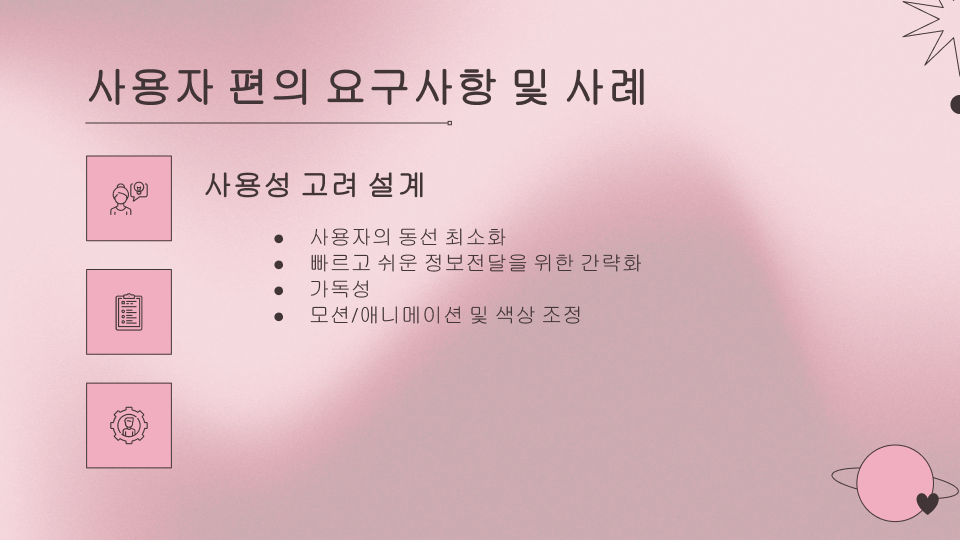 사용자 편의 요구사항 및 사례
사용성 고려 설계
● 사용자의 동선 최소화
● 빠르고 쉬운 정보전달을 위한 간략화
● 가독성
● 모션/애니메이션 및 색상 조정